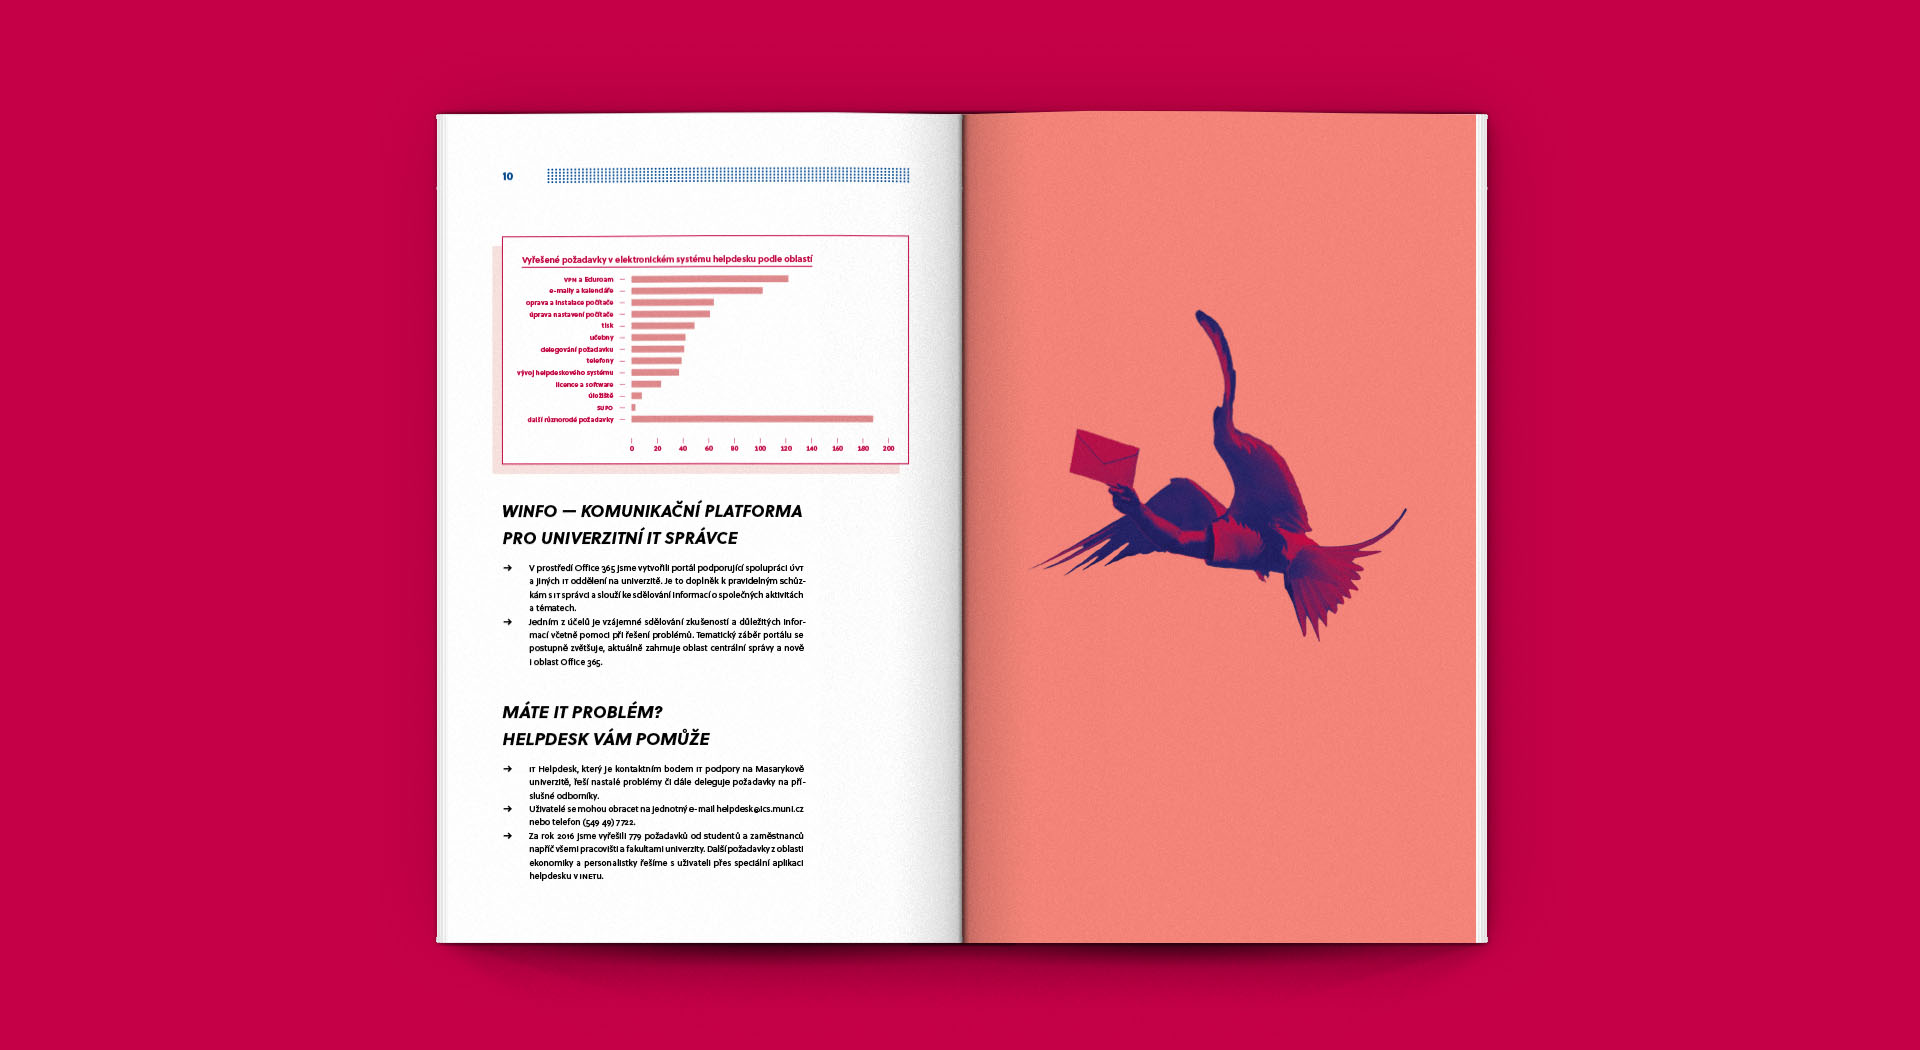 10
Vyřešené požadavky v elektronickém systému helpdesku podle oblastí
VPN a Eduroam
e-maily a kalendáře
oprava a instalace počítače
úprava nastavení počítače
tisk
učebny
delegování požadavku
telefony
vývoj helpdeskového systému
licence a software
úložiště
SUPO
další různorodé požadavky
0 20 40 60 80 100 120 140 160 180 200
WINFO — KOMUNIKAČNÍ PLATFORMA
PRO UNIVERZITNÍ IT SPRÁVCE
→ V prostředí Office 365 jsme vytvořili portál podporující spolupráci ÚVT
a jiných IT oddělení na univerzitě. Je to doplněk k pravidelným schůz-
kám s IT správci a slouží ke sdělování informací o společných aktivitách
a tématech.
→ Jedním z účelů je vzájemné sdělování zkušeností a důležitých infor-
mací včetně pomoci při řešení problémů. Tematický záběr portálu se
postupně zvětšuje, aktuálně zahrnuje oblast centrální správy a nově
i oblast Office 365.
MÁTE IT PROBLÉM?
HELPDESK VÁM POMŮŽE
→ IT Helpdesk, který je kontaktním bodem IT podpory na Masarykově
univerzitě, řeší nastalé problémy či dále deleguje požadavky na pří-
slušné odborníky.
→ Uživatelé se mohou obracet na jednotný e-mail helpdesk@ics.muni.cz
nebo telefon (549 49) 7722.
→ Za rok 2016 jsme vyřešili 779 požadavků od studentů a zaměstnanců
napříč všemi pracovišti a fakultami univerzity. Další požadavky z oblasti
ekonomiky a personalistky řešíme s uživateli přes speciální aplikaci
helpdesku v INETu.